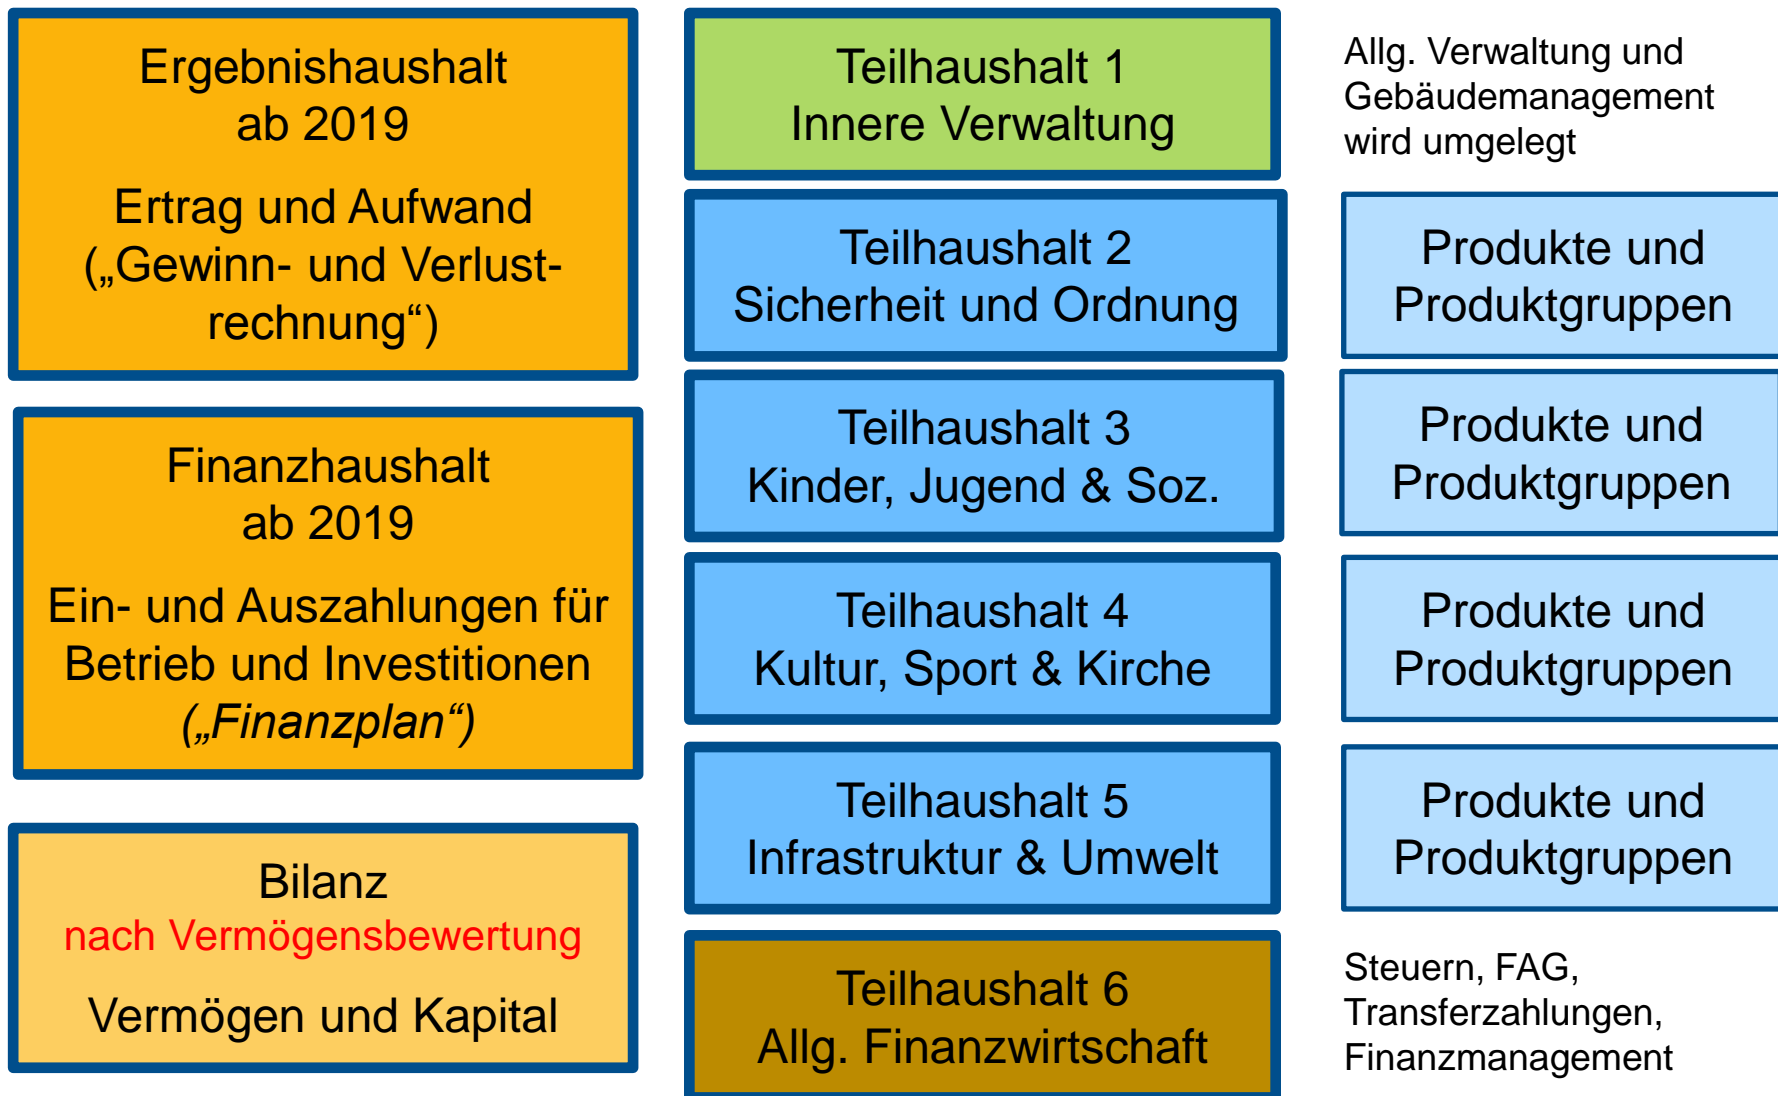 Ergebnishaushalt
ab 2019
Ertrag und Aufwand
(„Gewinn- und Verlust-
rechnung“)
Finanzhaushalt
ab 2019
Ein- und Auszahlungen für
Betrieb und Investitionen
(„Finanzplan“)
Bilanz
nach Vermögensbewertung
Vermögen und Kapital
Teilhaushalt 1
Innere Verwaltung
Teilhaushalt 2
Sicherheit und Ordnung
Teilhaushalt 3
Kinder, Jugend & Soz.
Teilhaushalt 4
Kultur, Sport & Kirche
Teilhaushalt 5
Infrastruktur & Umwelt
Teilhaushalt 6
Allg. Finanzwirtschaft
Allg. Verwaltung und
Gebäudemanagement
wird umgelegt
Produkte und
Produktgruppen
Produkte und
Produktgruppen
Produkte und
Produktgruppen
Produkte und
Produktgruppen
Steuern, FAG,
Transferzahlungen,
Finanzmanagement